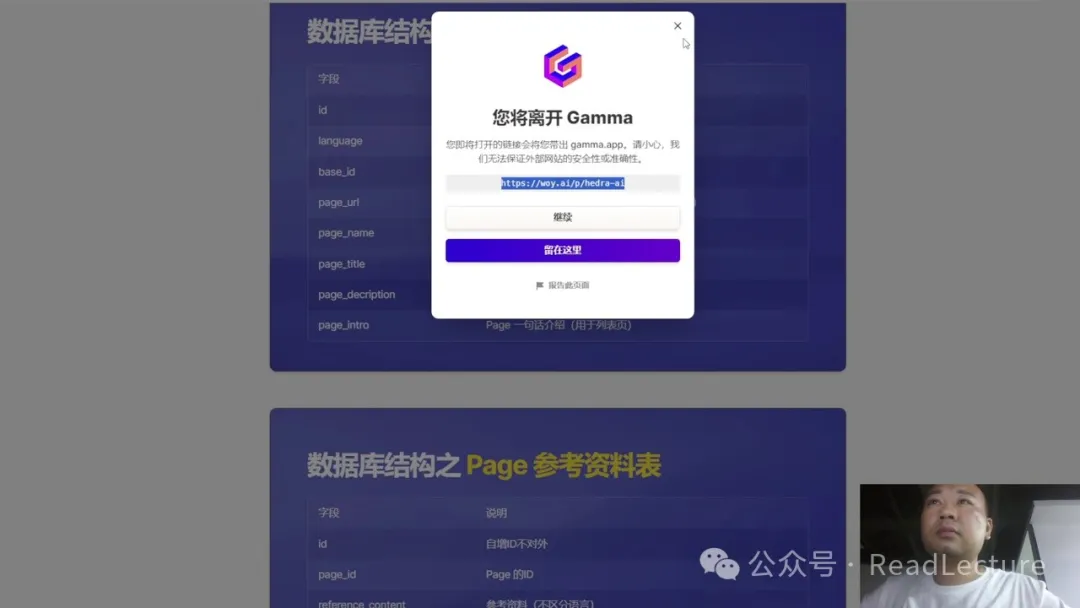 数据库结构
字段
id
language
base_id
page_url
page_name
page_title
page_decription
page_intro
Page 一句话介绍（用于列表页）
您将离开 Gamma
您即将打开的链接会将您带出 gamma.app。请小心，我
们无法保证外部网站的安全性或准确性。
https://woy.ai/p/hedra-ai
继续
留在这里
报告此页面
数据库结构之 Page 参考资料表
字段
说明
id
自增ID不对外
page_id
Page 的ID
reference_content
参考资料（不区分语言）
公众号 · ReadLecture